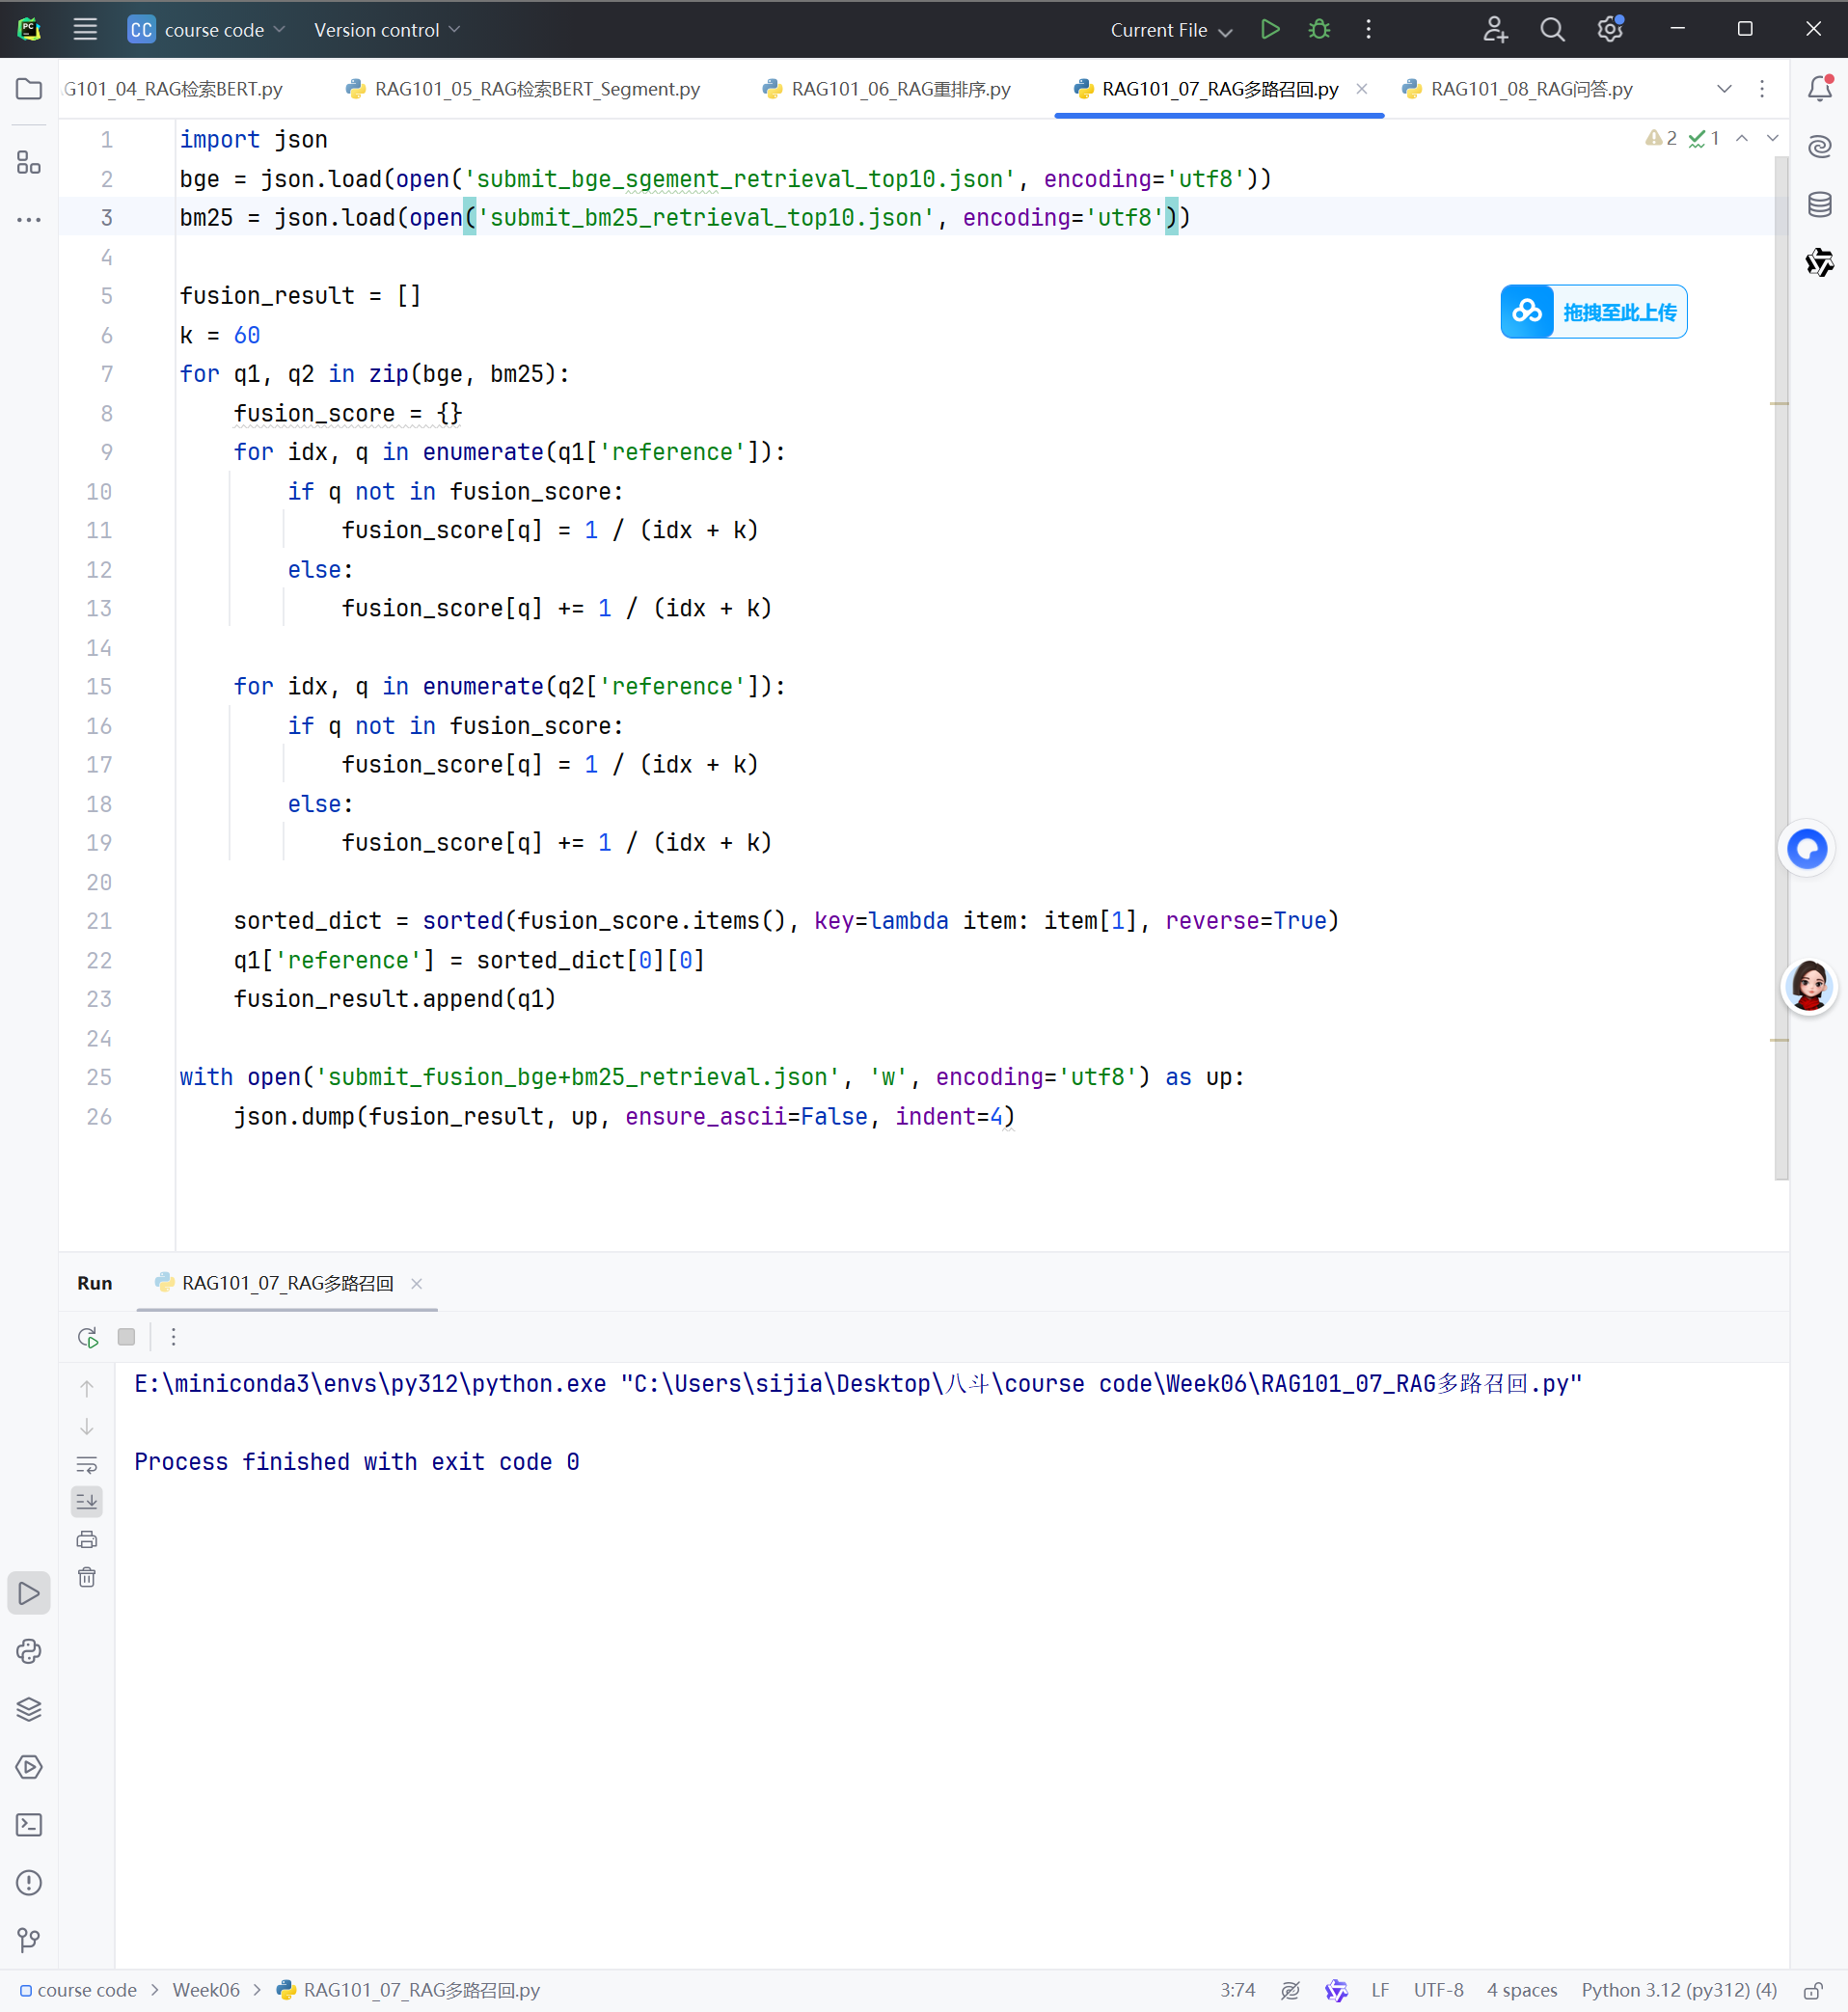 PC
CC course code Version control Current File
G101_04_RAG检索BERT.py RAG101_05_RAG检索BERT_Segment.py RAG101_06_RAG重排序.py RAG101_07_RAG多路召回.py RAG101_08_RAG问答.py
2 1
1 import json
2 bge = json.load(open('submit_bge_sgement_retrieval_top10.json', encoding='utf8'))
3 bm25 = json.load(open('submit_bm25_retrieval_top10.json', encoding='utf8'))
4
5 fusion_result = []
拖拽至此上传
6 k = 60
7 for q1, q2 in zip(bge, bm25):
8     fusion_score = {}
9     for idx, q in enumerate(q1['reference']):
10         if q not in fusion_score:
11             fusion_score[q] = 1 / (idx + k)
12         else:
13             fusion_score[q] += 1 / (idx + k)
14
15     for idx, q in enumerate(q2['reference']):
16         if q not in fusion_score:
17             fusion_score[q] = 1 / (idx + k)
18         else:
19             fusion_score[q] += 1 / (idx + k)
20
21     sorted_dict = sorted(fusion_score.items(), key=lambda item: item[1], reverse=True)
22     q1['reference'] = sorted_dict[0][0]
23     fusion_result.append(q1)
24
25 with open('submit_fusion_bge+bm25_retrieval.json', 'w', encoding='utf8') as up:
26     json.dump(fusion_result, up, ensure_ascii=False, indent=4)
Run RAG101_07_RAG多路召回
E:\miniconda3\envs\py312\python.exe "C:\Users\sijia\Desktop\八斗\course code\Week06\RAG101_07_RAG多路召回.py"
Process finished with exit code 0
course code > Week06 > RAG101_07_RAG多路召回.py 3:74 LF UTF-8 4 spaces Python 3.12 (py312) (4)